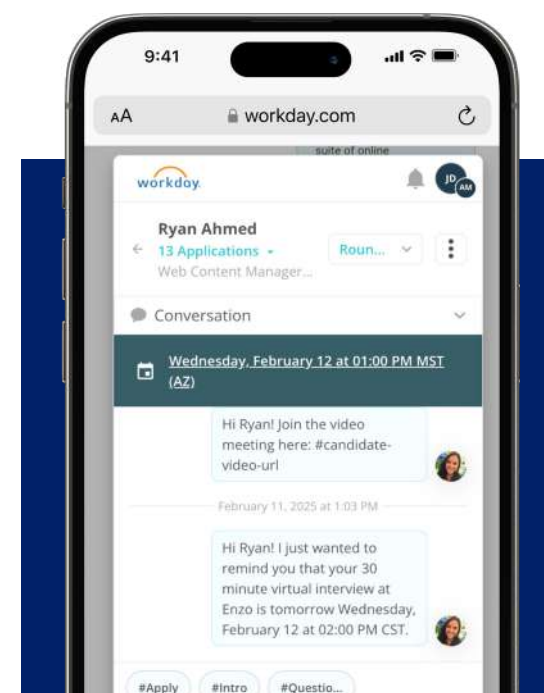 9:41
AA
workday.com
suite of online
workday.
JD
AM
Ryan Ahmed
13 Applications
Roun...
Web Content Manager...
Conversation
Wednesday, February 12 at 01:00 PM MST
(AZ)
Hi Ryan! Join the video
meeting here: #candidate-
video-url
February 11, 2025 at 1:03 PM
Hi Ryan! I just wanted to
remind you that your 30
minute virtual interview at
Enzo is tomorrow Wednesday,
February 12 at 02:00 PM CST.
#Apply
#Intro
#Questio...